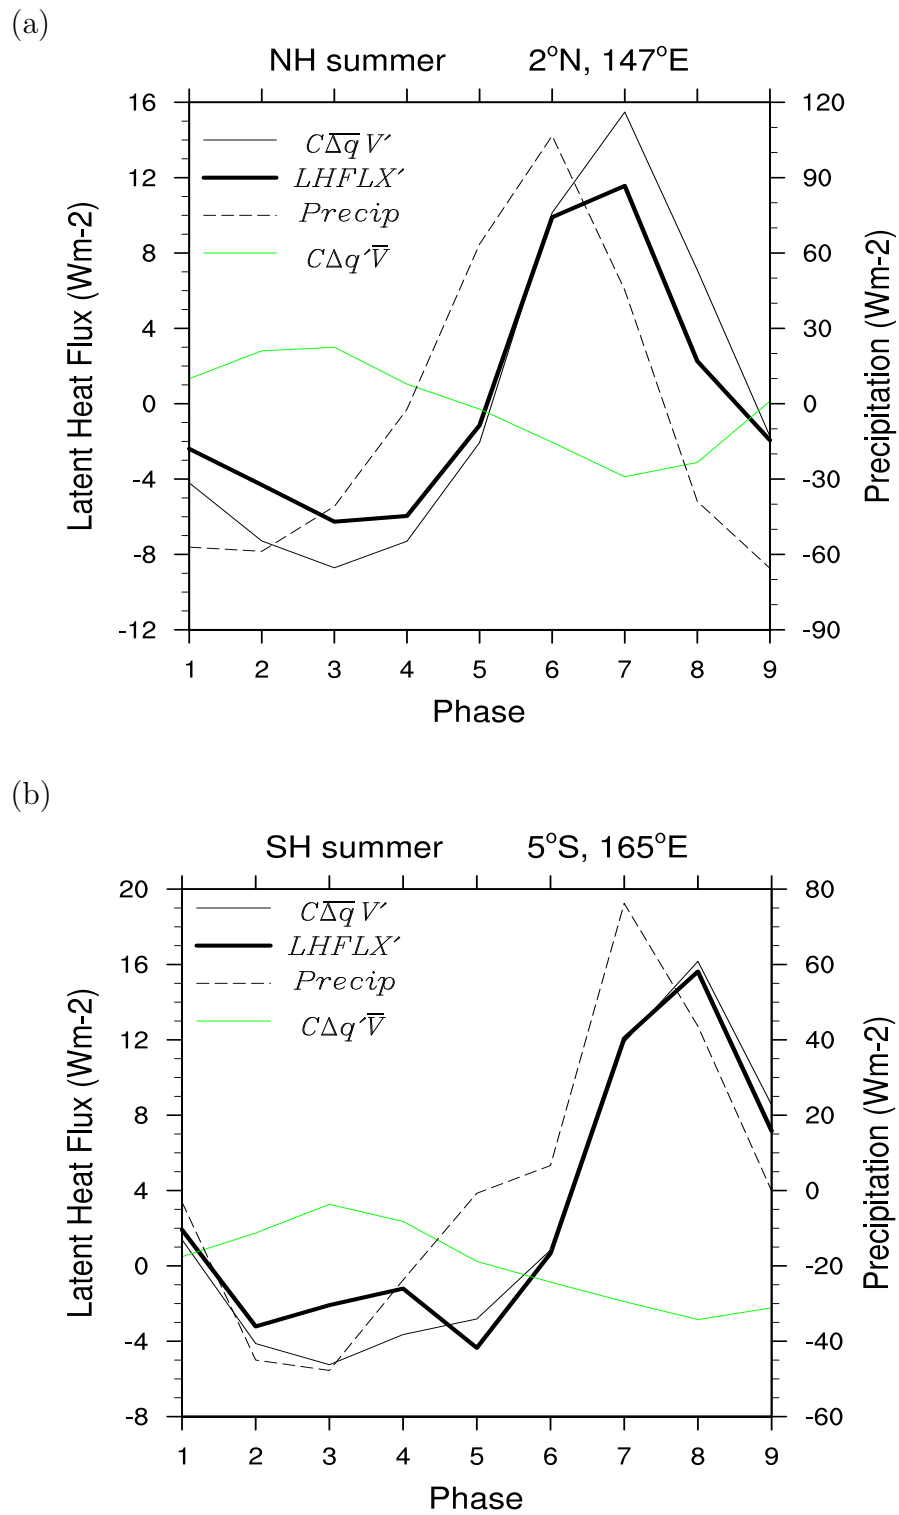 (a)
NH summer 2°N, 147°E
16 120
CΔq̅ V′
12 LHFLX′ 90
Precip
8 CΔq′V̅ 60
4 30
0 0
-4 -30
-8 -60
-12 -90
1 2 3 4 5 6 7 8 9
Phase
Latent Heat Flux (Wm-2)
Precipitation (Wm-2)
(b)
SH summer 5°S, 165°E
20 80
CΔq̅ V′
LHFLX′
16 60
Precip
CΔq′V̅
12 40
8 20
4 0
0 -20
-4 -40
-8 -60
1 2 3 4 5 6 7 8 9
Phase
Latent Heat Flux (Wm-2)
Precipitation (Wm-2)